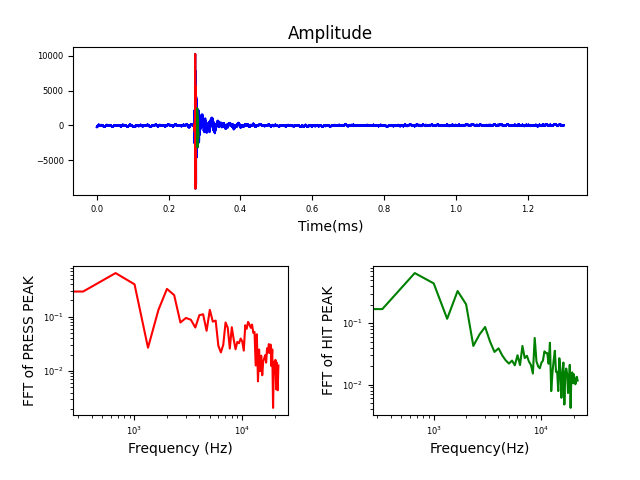 Amplitude
10000
5000
0
−5000
0.0 0.2 0.4 0.6 0.8 1.0 1.2
Time(ms)
FFT of PRESS PEAK
10⁻¹
10⁻²
10³ 10⁴
Frequency (Hz)
FFT of HIT PEAK
10⁻¹
10⁻²
10³ 10⁴
Frequency(Hz)